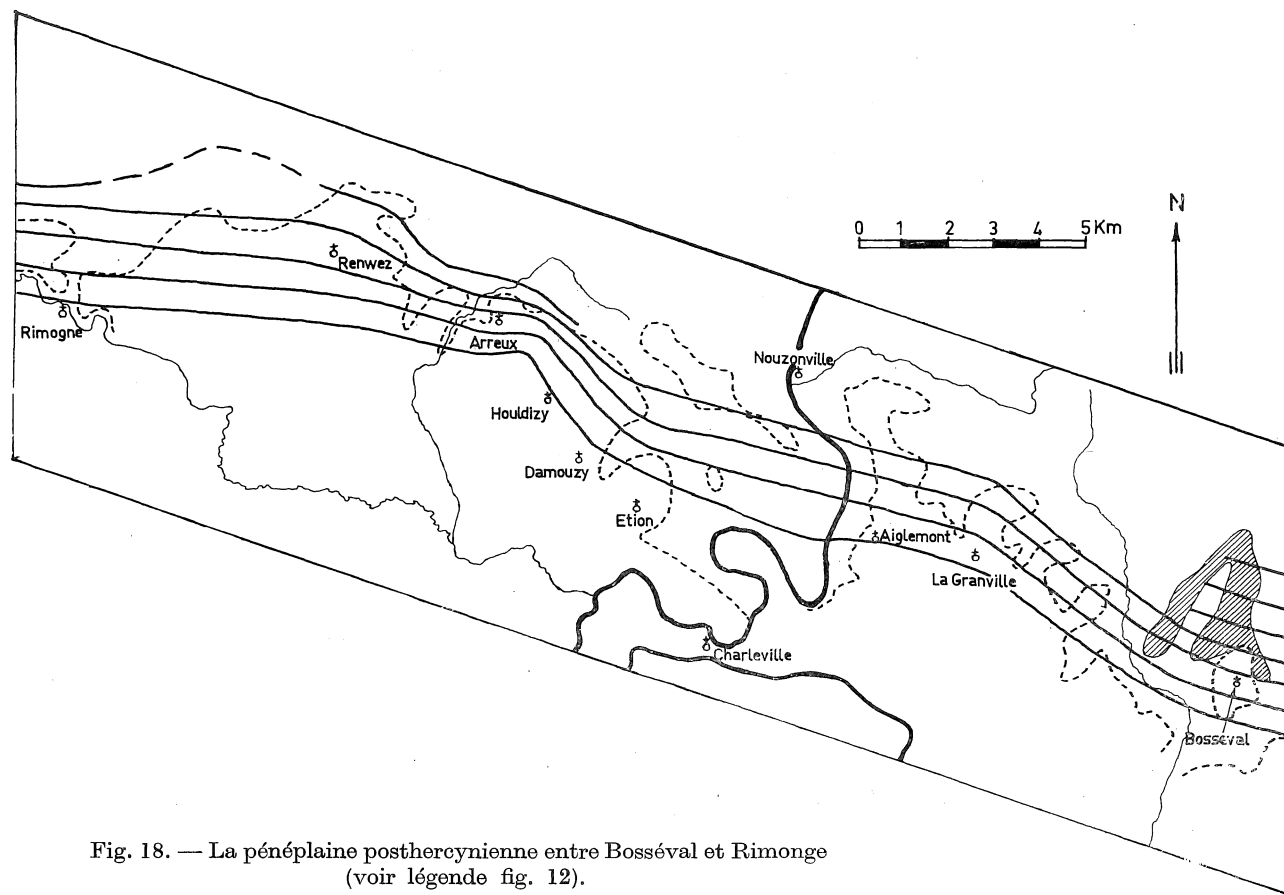 N
0 1 2 3 4 5 Km
Renwez
Rimogne
Arreux
Nouzonville
Houldizy
Damouzy
Etion
Aiglemont
La Granville
Charleville
Bosseval
Fig. 18. — La pénéplaine posthercynienne entre Bosséval et Rimonge
(voir légende fig. 12).